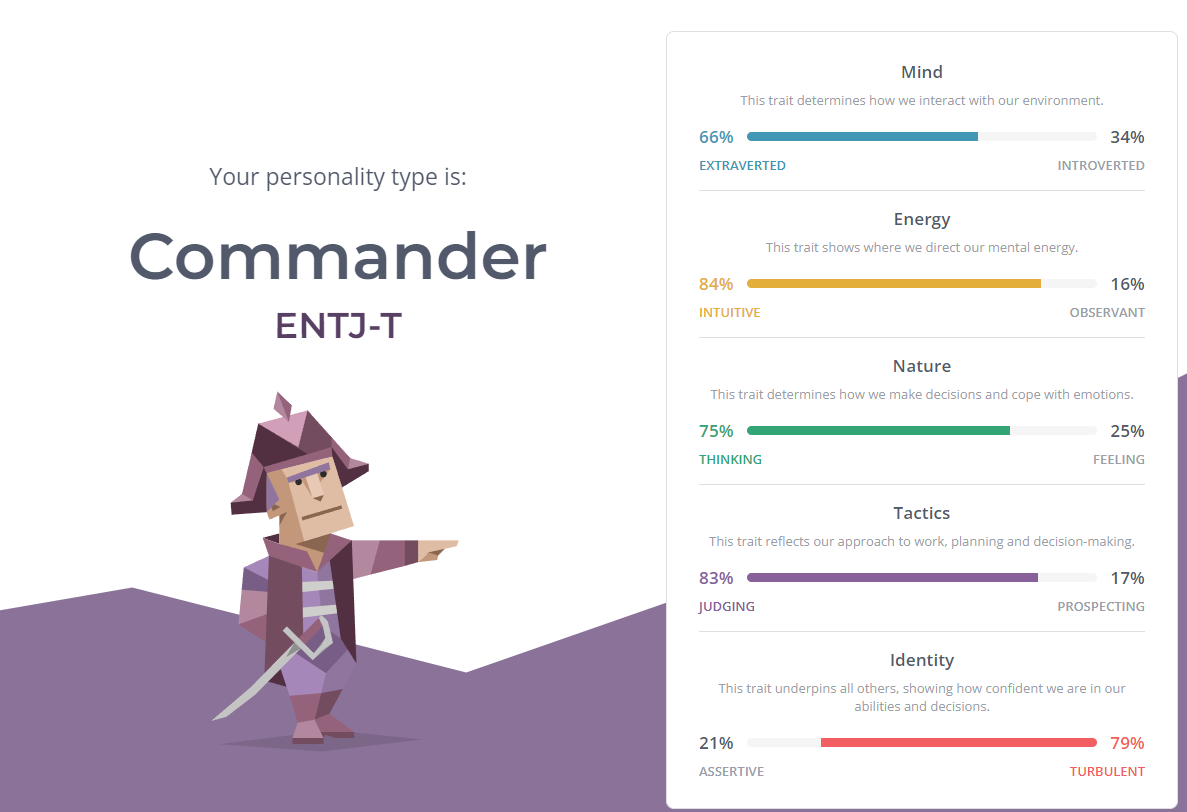 Your personality type is:
Commander
ENTJ-T
Mind
This trait determines how we interact with our environment.
66% 34%
EXTRAVERTED INTROVERTED
Energy
This trait shows where we direct our mental energy.
84% 16%
INTUITIVE OBSERVANT
Nature
This trait determines how we make decisions and cope with emotions.
75% 25%
THINKING FEELING
Tactics
This trait reflects our approach to work, planning and decision-making.
83% 17%
JUDGING PROSPECTING
Identity
This trait underpins all others, showing how confident we are in our
abilities and decisions.
21% 79%
ASSERTIVE TURBULENT